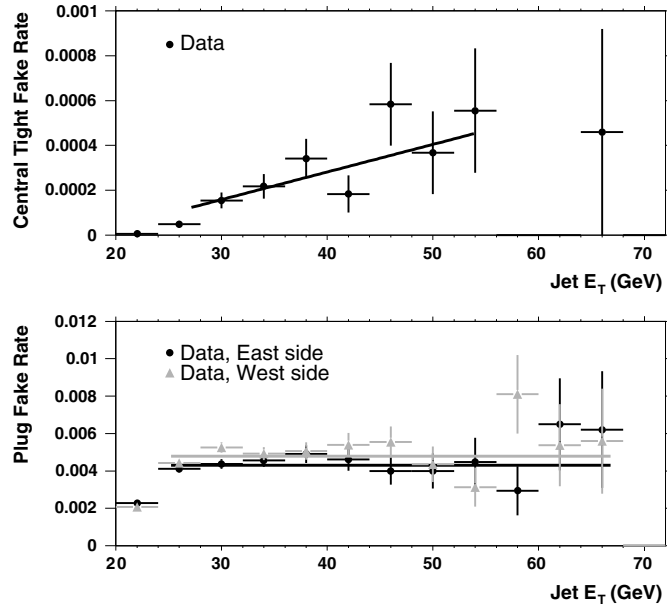 Central Tight Fake Rate
0.001
0.0008
0.0006
0.0004
0.0002
0
Data
20 30 40 50 60 70
Jet E_T (GeV)
Plug Fake Rate
0.012
0.01
0.008
0.006
0.004
0.002
0
Data, East side
Data, West side
20 30 40 50 60 70
Jet E_T (GeV)